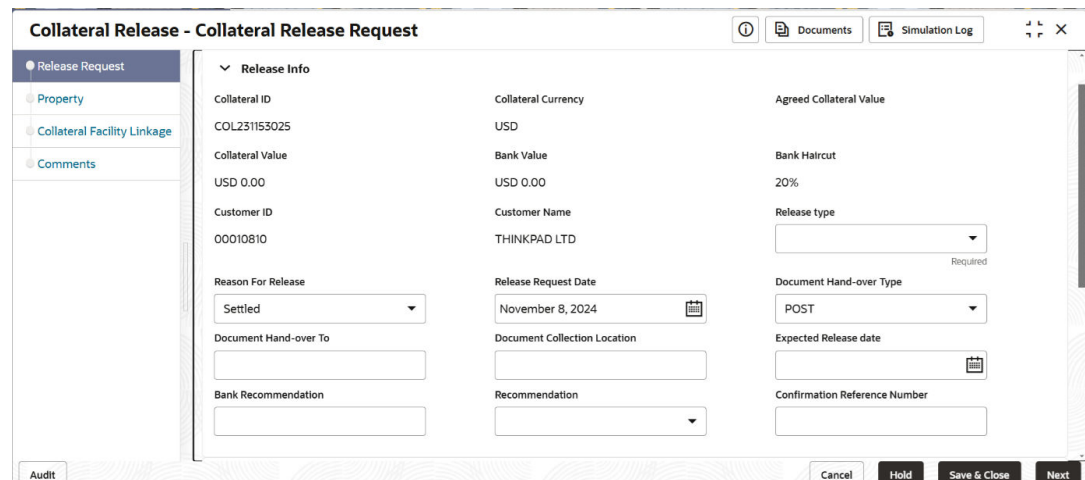 Collateral Release - Collateral Release Request
Documents
Simulation Log
Release Request
Property
Collateral Facility Linkage
Comments
Release Info
Collateral ID Collateral Currency Agreed Collateral Value
COL231153025 USD
Collateral Value Bank Value Bank Haircut
USD 0.00 USD 0.00 20%
Customer ID Customer Name Release type
00010810 THINKPAD LTD
Required
Reason For Release Release Request Date Document Hand-over Type
Settled November 8, 2024 POST
Document Hand-over To Document Collection Location Expected Release date
Bank Recommendation Recommendation Confirmation Reference Number
Audit Cancel Hold Save & Close Next